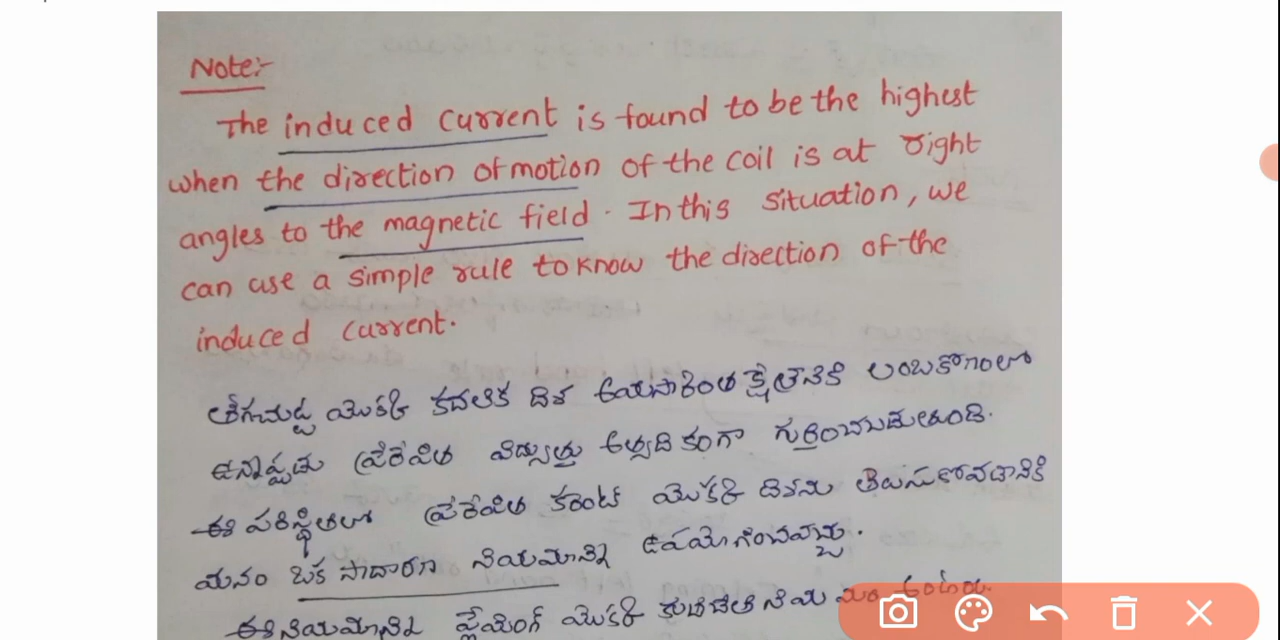 Note:-
The induced current is found to be the highest
when the direction of motion of the coil is at right
angles to the magnetic field. In this situation, we
can use a simple rule to know the direction of the
induced current.
తీగచుట్ట యొక్క కదలిక దిశ అయస్కాంత క్షేత్రానికి లంబకోణంలో
ఉన్నప్పుడు ప్రేరేపిత విద్యుత్తు అత్యధికంగా గుర్తించబడుతుంది.
ఈ పరిస్థితిలో ప్రేరేపిత కరెంట్ యొక్క దిశను తెలుసుకోవడానికి
మనం ఒక సాదారణ నియమాన్ని ఉపయోగించవచ్చు.
ఈ నియమాన్ని ఫ్లేమింగ్ యొక్క కుడిచేతి నియమం అంటారు.